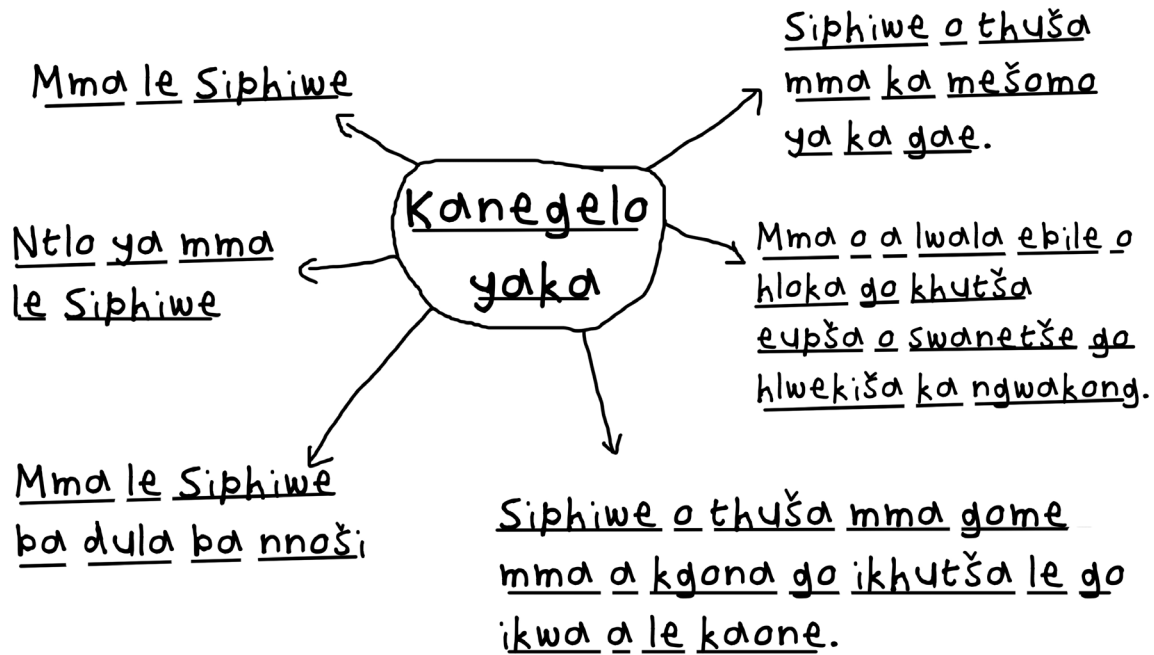 Kanegelo
yaka
Mma le Siphiwe
Siphiwe o thuša
mma ka mešomo
ya ka gae.
Ntlo ya mma
le Siphiwe
Mma o a lwala ebile o
hloka go khutša
eupša o swanetše go
hlwekiša ka ngwakong.
Mma le Siphiwe
ba dula ba nnoši
Siphiwe o thuša mma gome
mma a kgona go ikhutša le go
ikwa a le kaone.